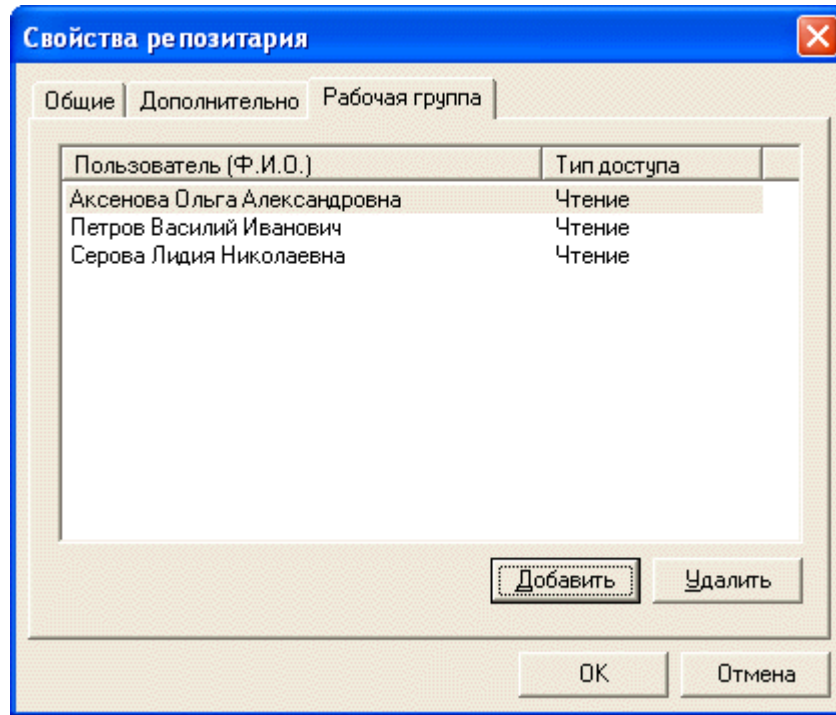 Свойства репозитария
Общие Дополнительно Рабочая группа
Пользователь (Ф.И.О.) Тип доступа
Аксенова Ольга Александровна Чтение
Петров Василий Иванович Чтение
Серова Лидия Николаевна Чтение
Добавить Удалить
OK Отмена